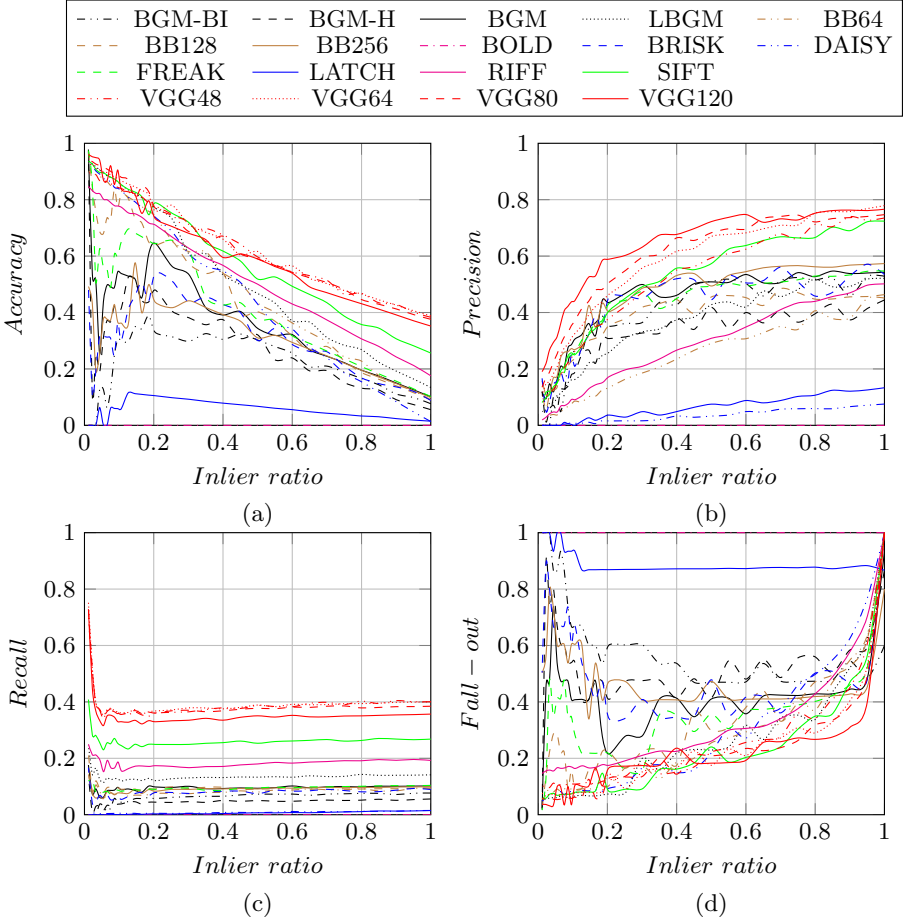 BGM-BI BGM-H BGM LBGM BB64
BB128 BB256 BOLD BRISK DAISY
FREAK LATCH RIFF SIFT
VGG48 VGG64 VGG80 VGG120
1
0.8
0.6
0.4
0.2
0
0 0.2 0.4 0.6 0.8 1
Accuracy
Inlier ratio
(a)
1
0.8
0.6
0.4
0.2
0
0 0.2 0.4 0.6 0.8 1
Precision
Inlier ratio
(b)
1
0.8
0.6
0.4
0.2
0
0 0.2 0.4 0.6 0.8 1
Recall
Inlier ratio
(c)
1
0.8
0.6
0.4
0.2
0
0 0.2 0.4 0.6 0.8 1
Fall − out
Inlier ratio
(d)